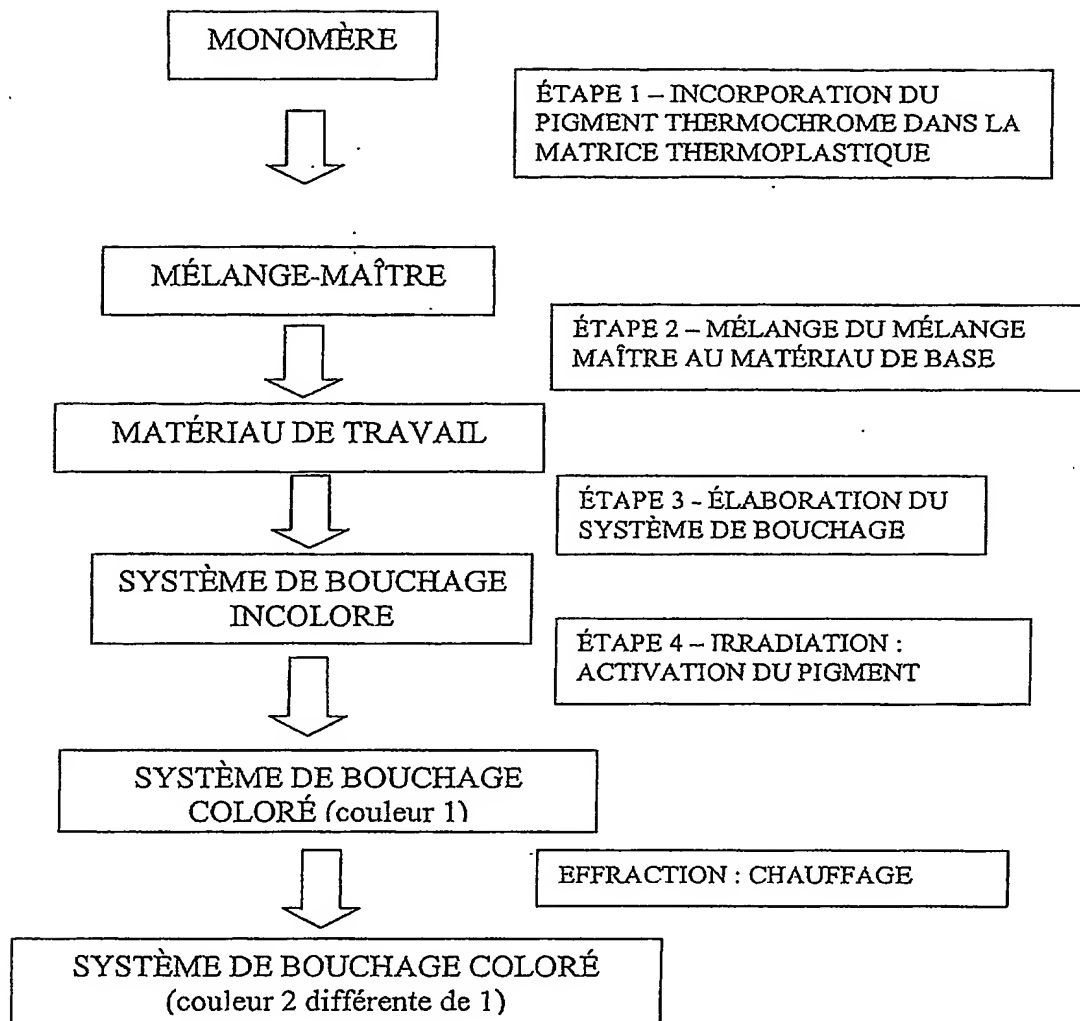 MONOMÈRE
ÉTAPE 1 – INCORPORATION DU
PIGMENT THERMOCHROME DANS LA
MATRICE THERMOPLASTIQUE
MÉLANGE-MAÎTRE
ÉTAPE 2 – MÉLANGE DU MÉLANGE
MAÎTRE AU MATÉRIAU DE BASE
MATÉRIAU DE TRAVAIL
ÉTAPE 3 - ÉLABORATION DU
SYSTÈME DE BOUCHAGE
SYSTÈME DE BOUCHAGE
INCOLORE
ÉTAPE 4 – IRRADIATION :
ACTIVATION DU PIGMENT
SYSTÈME DE BOUCHAGE
COLORÉ (couleur 1)
EFFRACTION : CHAUFFAGE
SYSTÈME DE BOUCHAGE COLORÉ
(couleur 2 différente de 1)